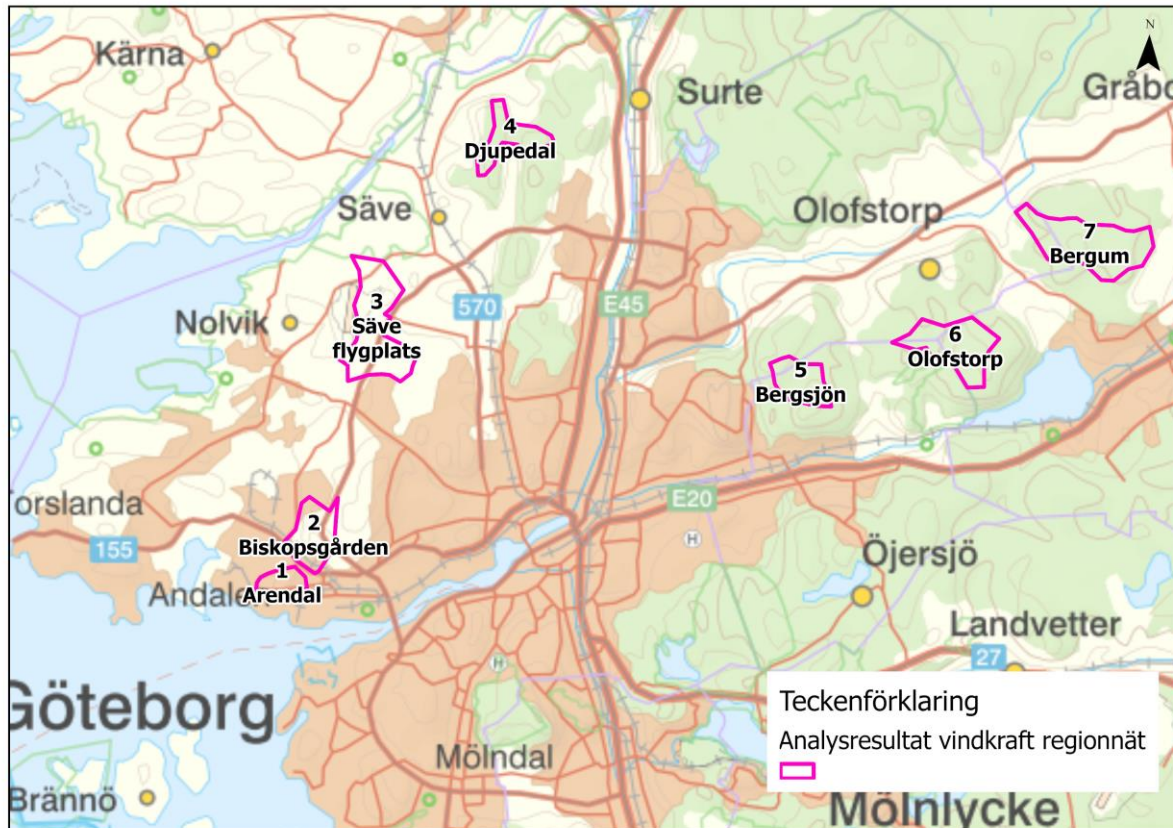 N
Kärna
Surte
Gråbo
4
Djupedal
Säve
Olofstorp
7
Bergum
3
Säve
flygplats
570
E45
Nolvik
6
Olofstorp
5
Bergsjön
orslanda
2
Biskopsgården
E20
H
155
1
Arendal
Andalen
Öjersjö
Landvetter
27
H
Göteborg
Mölndal
Brännö
Mölnlycke
Teckenförklaring
Analysresultat vindkraft regionnät